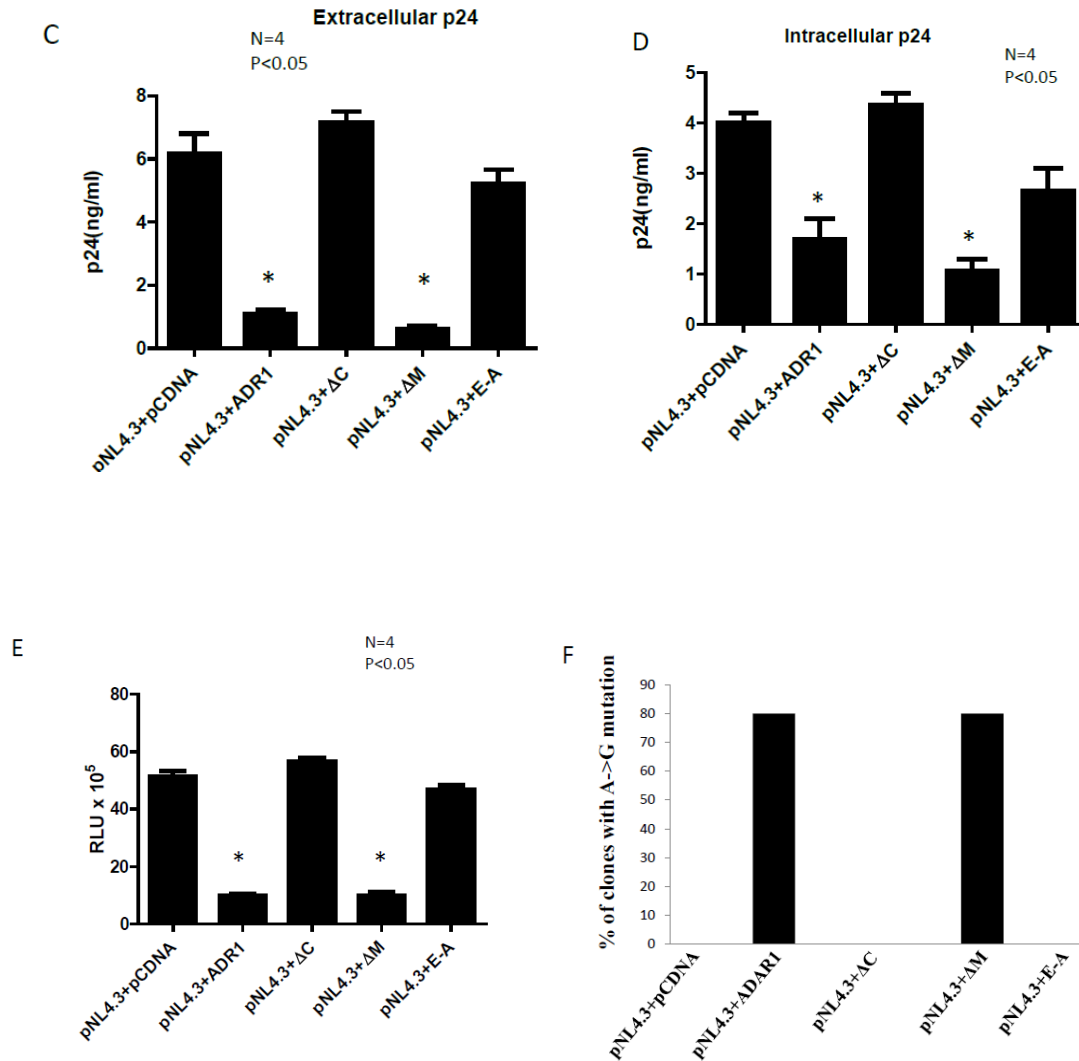 C
Extracellular p24
N=4
P<0.05
p24(ng/ml)
8
6
4
2
0
*
*
pNL4.3+pCDNA
pNL4.3+ADR1
pNL4.3+ΔC
pNL4.3+ΔM
pNL4.3+E-A
D
Intracellular p24
N=4
P<0.05
p24(ng/ml)
5
4
3
2
1
0
*
*
pNL4.3+pCDNA
pNL4.3+ADR1
pNL4.3+ΔC
pNL4.3+ΔM
pNL4.3+E-A
E
N=4
P<0.05
RLU x 10⁵
80
60
40
20
0
*
*
pNL4.3+pCDNA
pNL4.3+ADR1
pNL4.3+ΔC
pNL4.3+ΔM
pNL4.3+E-A
F
% of clones with A->G mutation
90
80
70
60
50
40
30
20
10
0
pNL4.3+pCDNA
pNL4.3+ADAR1
pNL4.3+ΔC
pNL4.3+ΔM
pNL4.3+E-A